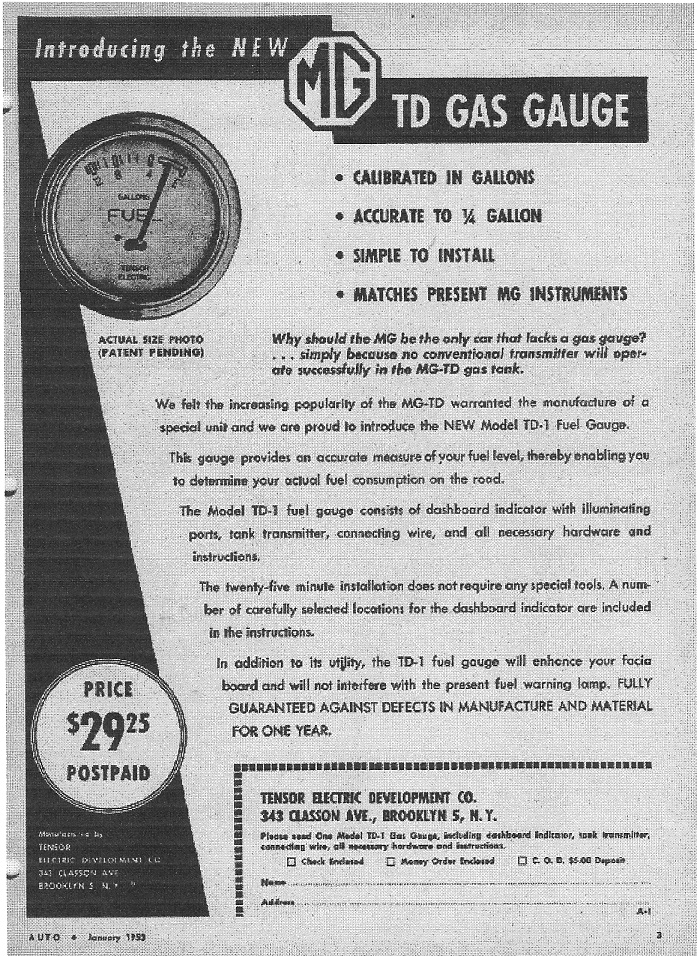 Introducing the NEW
MG
TD GAS GAUGE
GALLONS
FUEL
TENSOR
ELECTRIC
• CALIBRATED IN GALLONS
• ACCURATE TO ¼ GALLON
• SIMPLE TO INSTALL
• MATCHES PRESENT MG INSTRUMENTS
ACTUAL SIZE PHOTO
(PATENT PENDING)
Why should the MG be the only car that lacks a gas gauge?
. . . simply because no conventional transmitter will oper-
ate successfully in the MG-TD gas tank.
We felt the increasing popularity of the MG-TD warranted the manufacture of a
special unit and we are proud to introduce the NEW Model TD-1 Fuel Gauge.
This gauge provides an accurate measure of your fuel level, thereby enabling you
to determine your actual fuel consumption on the road.
The Model TD-1 fuel gauge consists of dashboard indicator with illuminating
ports, tank transmitter, connecting wire, and all necessary hardware and
instructions.
The twenty-five minute installation does not require any special tools. A num-
ber of carefully selected locations for the dashboard indicator are included
in the instructions.
In addition to its utility, the TD-1 fuel gauge will enhance your facia
board and will not interfere with the present fuel warning lamp. FULLY
GUARANTEED AGAINST DEFECTS IN MANUFACTURE AND MATERIAL
FOR ONE YEAR.
PRICE
$29.25
POSTPAID
Manufactured by
TENSOR
ELECTRIC DEVELOPMENT CO
343 CLASSON AVE
BROOKLYN 5 N. Y.
TENSOR ELECTRIC DEVELOPMENT CO.
343 CLASSON AVE., BROOKLYN 5, N. Y.
Please send One Model TD-1 Gas Gauge, including dashboard indicator, tank transmitter,
connecting wire, all necessary hardware and instructions.
☐ Check Enclosed ☐ Money Order Enclosed ☐ C. O. D. $5.00 Deposit
Name
Address
A-1
AUTO • January 1953
3